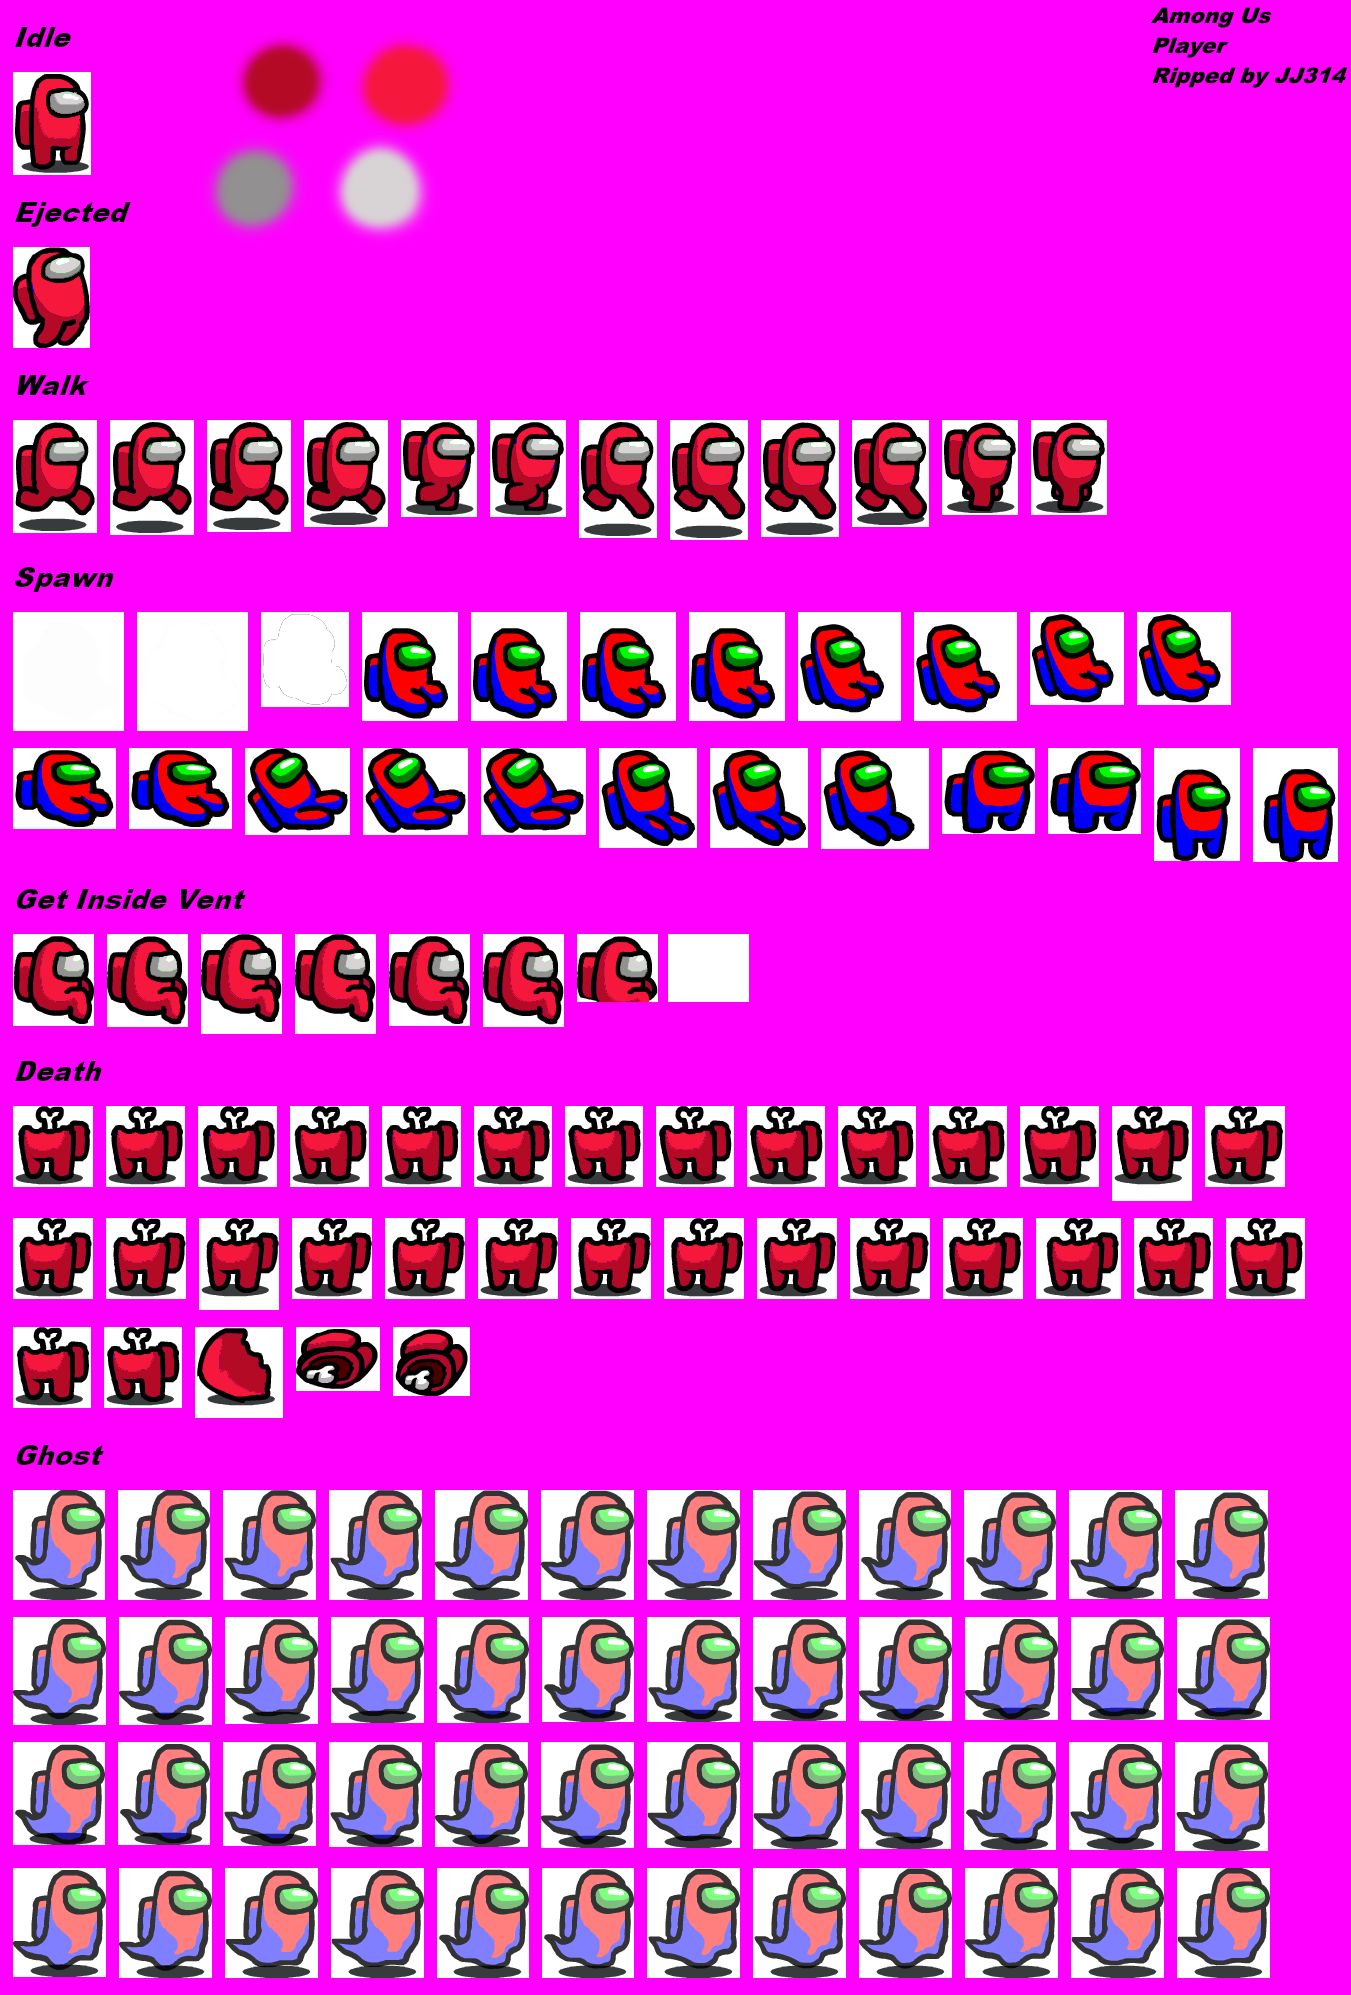 Among Us
Player
Ripped by JJ314
Idle
Ejected
Walk
Spawn
Get Inside Vent
Death
Ghost